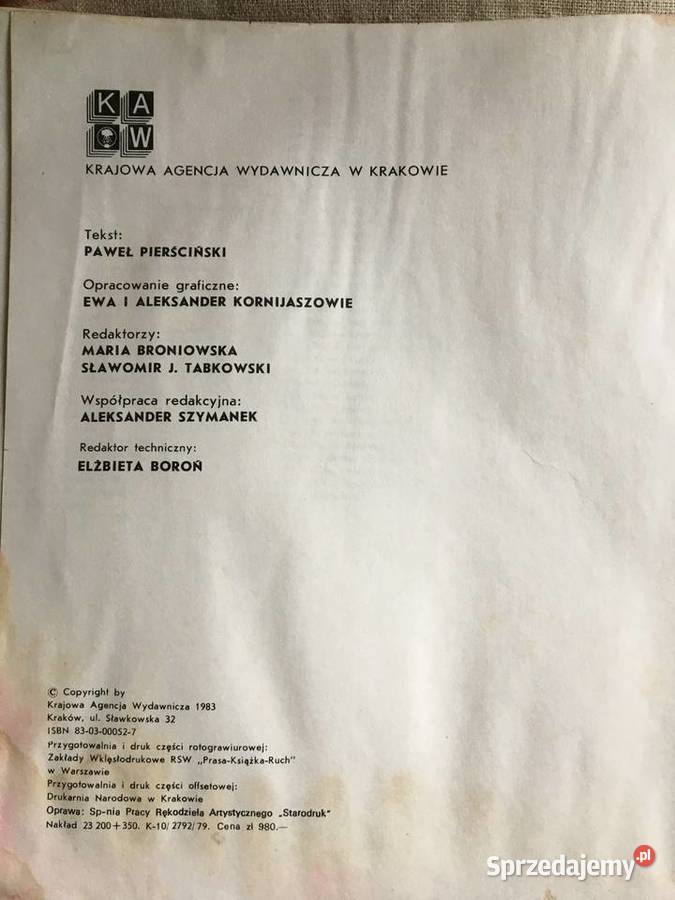 K A
W
KRAJOWA AGENCJA WYDAWNICZA W KRAKOWIE
Tekst:
PAWEŁ PIERŚCIŃSKI
Opracowanie graficzne:
EWA I ALEKSANDER KORNIJASZOWIE
Redaktorzy:
MARIA BRONIOWSKA
SŁAWOMIR J. TABKOWSKI
Współpraca redakcyjna:
ALEKSANDER SZYMANEK
Redaktor techniczny:
ELŻBIETA BOROŃ
© Copyright by
Krajowa Agencja Wydawnicza 1983
Kraków, ul. Sławkowska 32
ISBN 83-03-00052-7
Przygotowalnia i druk części rotograwiurowej:
Zakłady Wklęsłodrukowe RSW „Prasa-Książka-Ruch"
w Warszawie
Przygotowalnia i druk części offsetowej:
Drukarnia Narodowa w Krakowie
Oprawa: Sp-nia Pracy Rękodzieła Artystycznego „Starodruk"
Nakład 23 200+350. K-10/2792/79. Cena zł 980.—
Sprzedajemy.pl